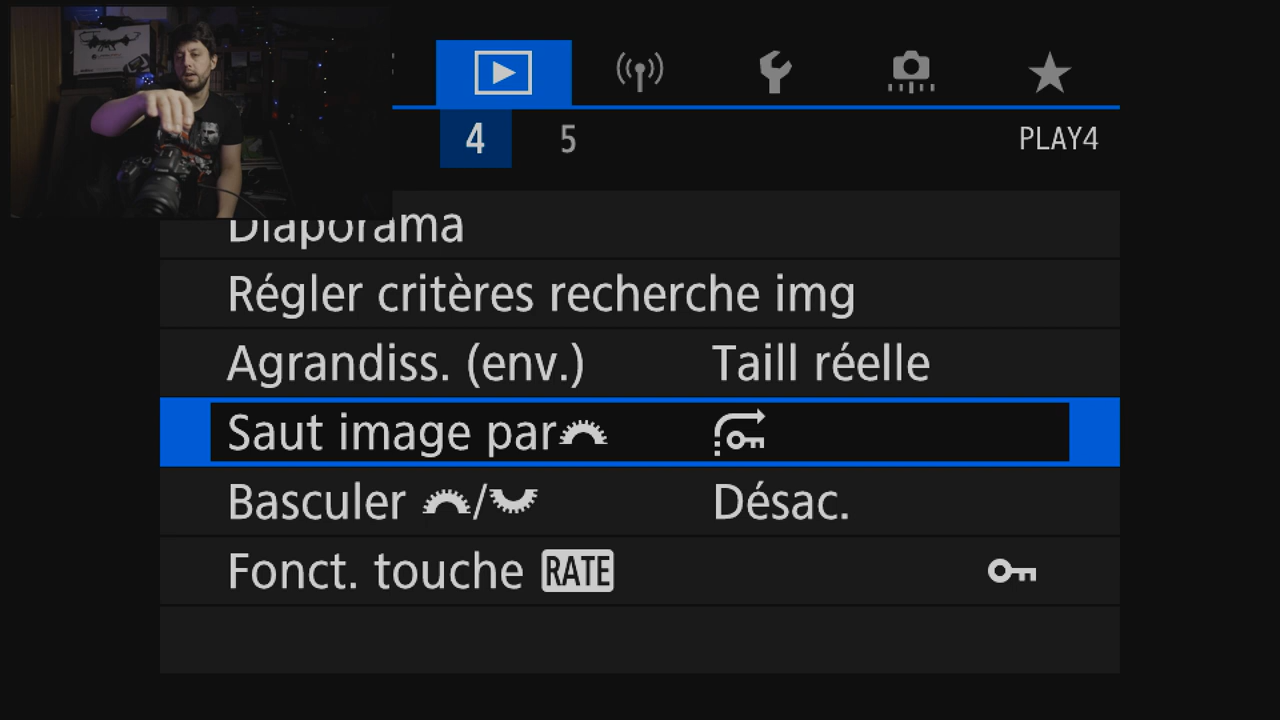 4 5 PLAY4
Diaporama
Régler critères recherche img
Agrandiss. (env.) Taill réelle
Saut image par
Basculer / Désac.
Fonct. touche RATE